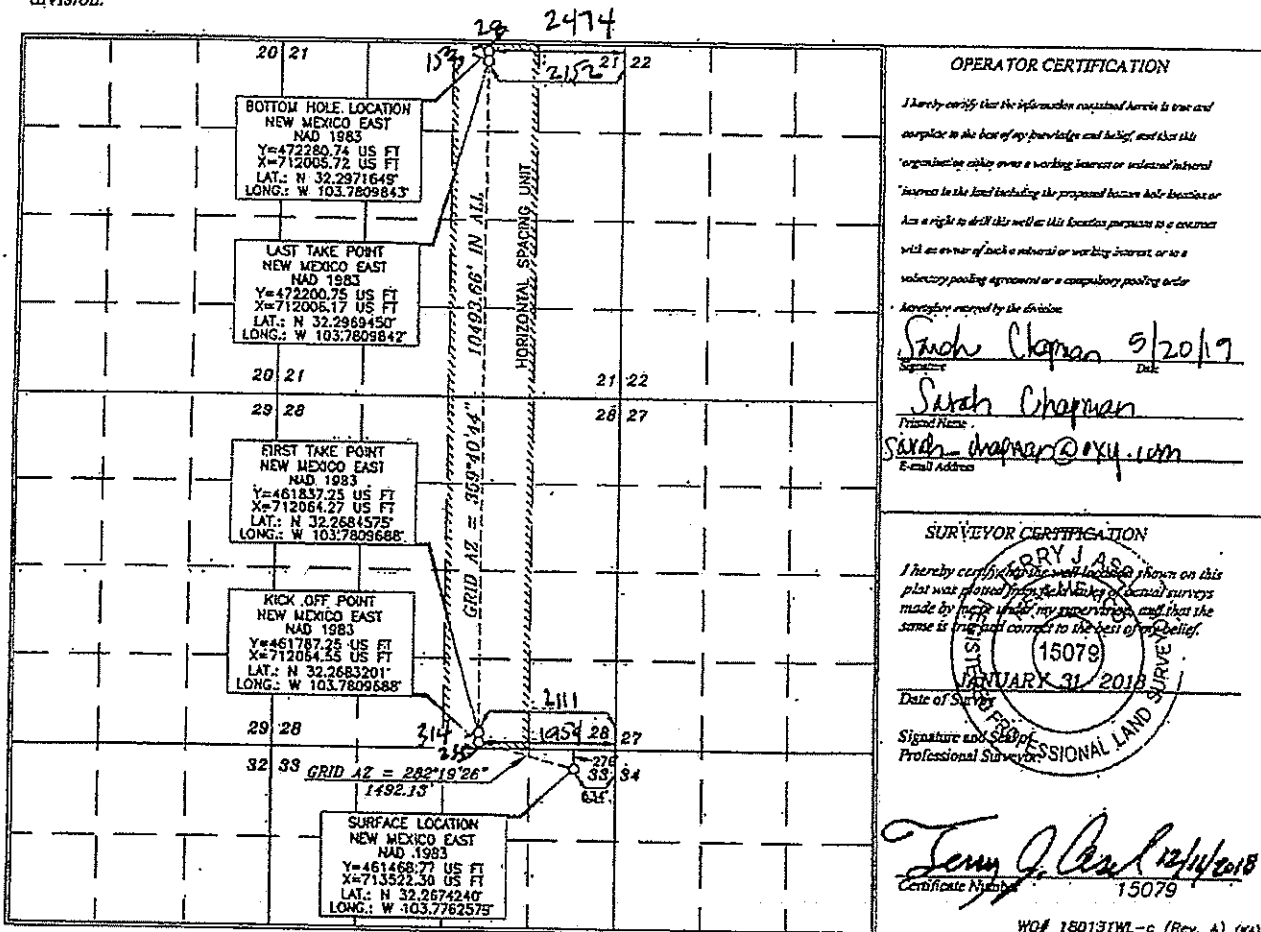 division.
28 2474
20 21
2152
21 22
BOTTOM HOLE LOCATION
NEW MEXICO EAST
NAD 1983
Y=472280.74 US FT
X=712005.72 US FT
LAT.: N 32.2971649°
LONG.: W 103.7809843°
LAST TAKE POINT
NEW MEXICO EAST
NAD 1983
Y=472200.75 US FT
X=712006.17 US FT
LAT.: N 32.2969450°
LONG.: W 103.7809842°
GRID AZ = 359°40'44"
10493.66' IN ALL
HORIZONTAL SPACING UNIT
20 21
21 22
29 28
28 27
FIRST TAKE POINT
NEW MEXICO EAST
NAD 1983
Y=461837.25 US FT
X=712064.27 US FT
LAT.: N 32.2684575°
LONG.: W 103.7809688°
KICK OFF POINT
NEW MEXICO EAST
NAD 1983
Y=461787.25 US FT
X=712064.55 US FT
LAT.: N 32.2683201°
LONG.: W 103.7809688°
2111
314
1954
29 28
28 27
32 33
33 34
276
635
GRID AZ = 282°19'26"
1492.13'
SURFACE LOCATION
NEW MEXICO EAST
NAD 1983
Y=461468.77 US FT
X=713522.30 US FT
LAT.: N 32.2674240°
LONG.: W 103.7762579°
OPERATOR CERTIFICATION
I hereby certify that the information contained herein is true and
complete to the best of my knowledge and belief, and that this
organization either owns a working interest or unleased mineral
interest in the land including the proposed bottom hole location or
has a right to drill this well at this location pursuant to a contract
with an owner of such a mineral or working interest, or to a
voluntary pooling agreement or a compulsory pooling order
heretofore entered by the division.
Sarah Chapman 5/20/19
Signature Date
Sarah Chapman
Printed Name
sarah_chapman@oxy.com
E-mail Address
SURVEYOR CERTIFICATION
I hereby certify that the well location shown on this
plat was plotted from field notes of actual surveys
made by me or under my supervision, and that the
same is true and correct to the best of my belief.
TERRY J. ASEL
NEW MEXICO
15079
REGISTERED PROFESSIONAL LAND SURVEYOR
JANUARY 31, 2018
Date of Survey
Signature and Seal of
Professional Surveyor
Terry J. Asel 12/11/2018
Certificate Number 15079
WO# 180131WL-c (Rev. A) (KA)